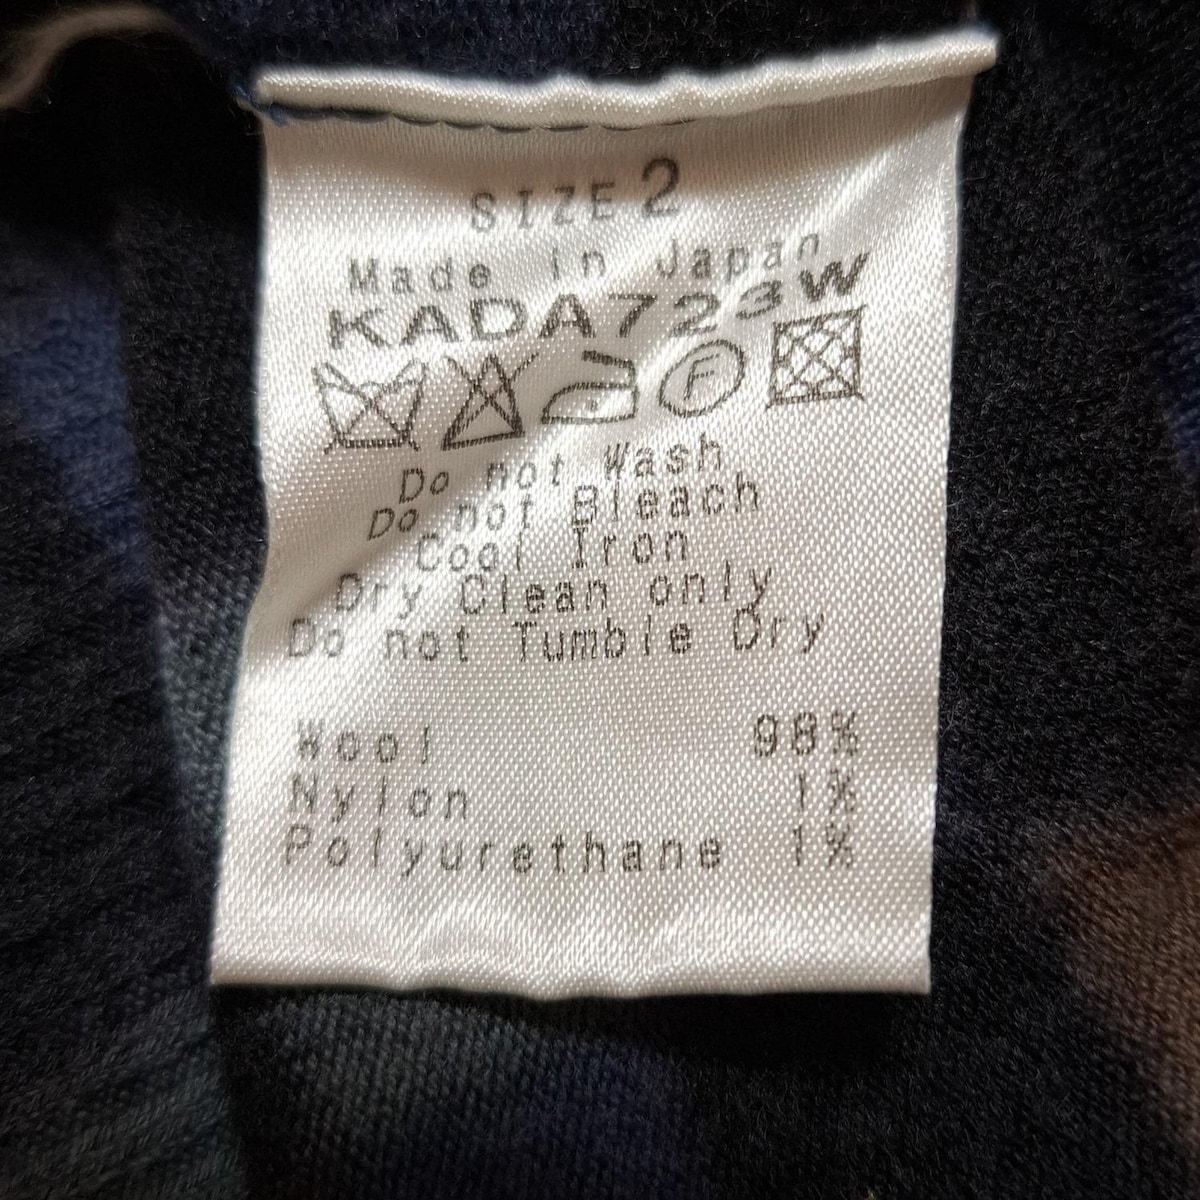 SIZE 2
Made in Japan
KADA723W
F
Do not Wash
Do not Bleach
Cool Iron
Dry Clean only
Do not Tumble Dry
Wool 98%
Nylon 1%
Polyurethane 1%